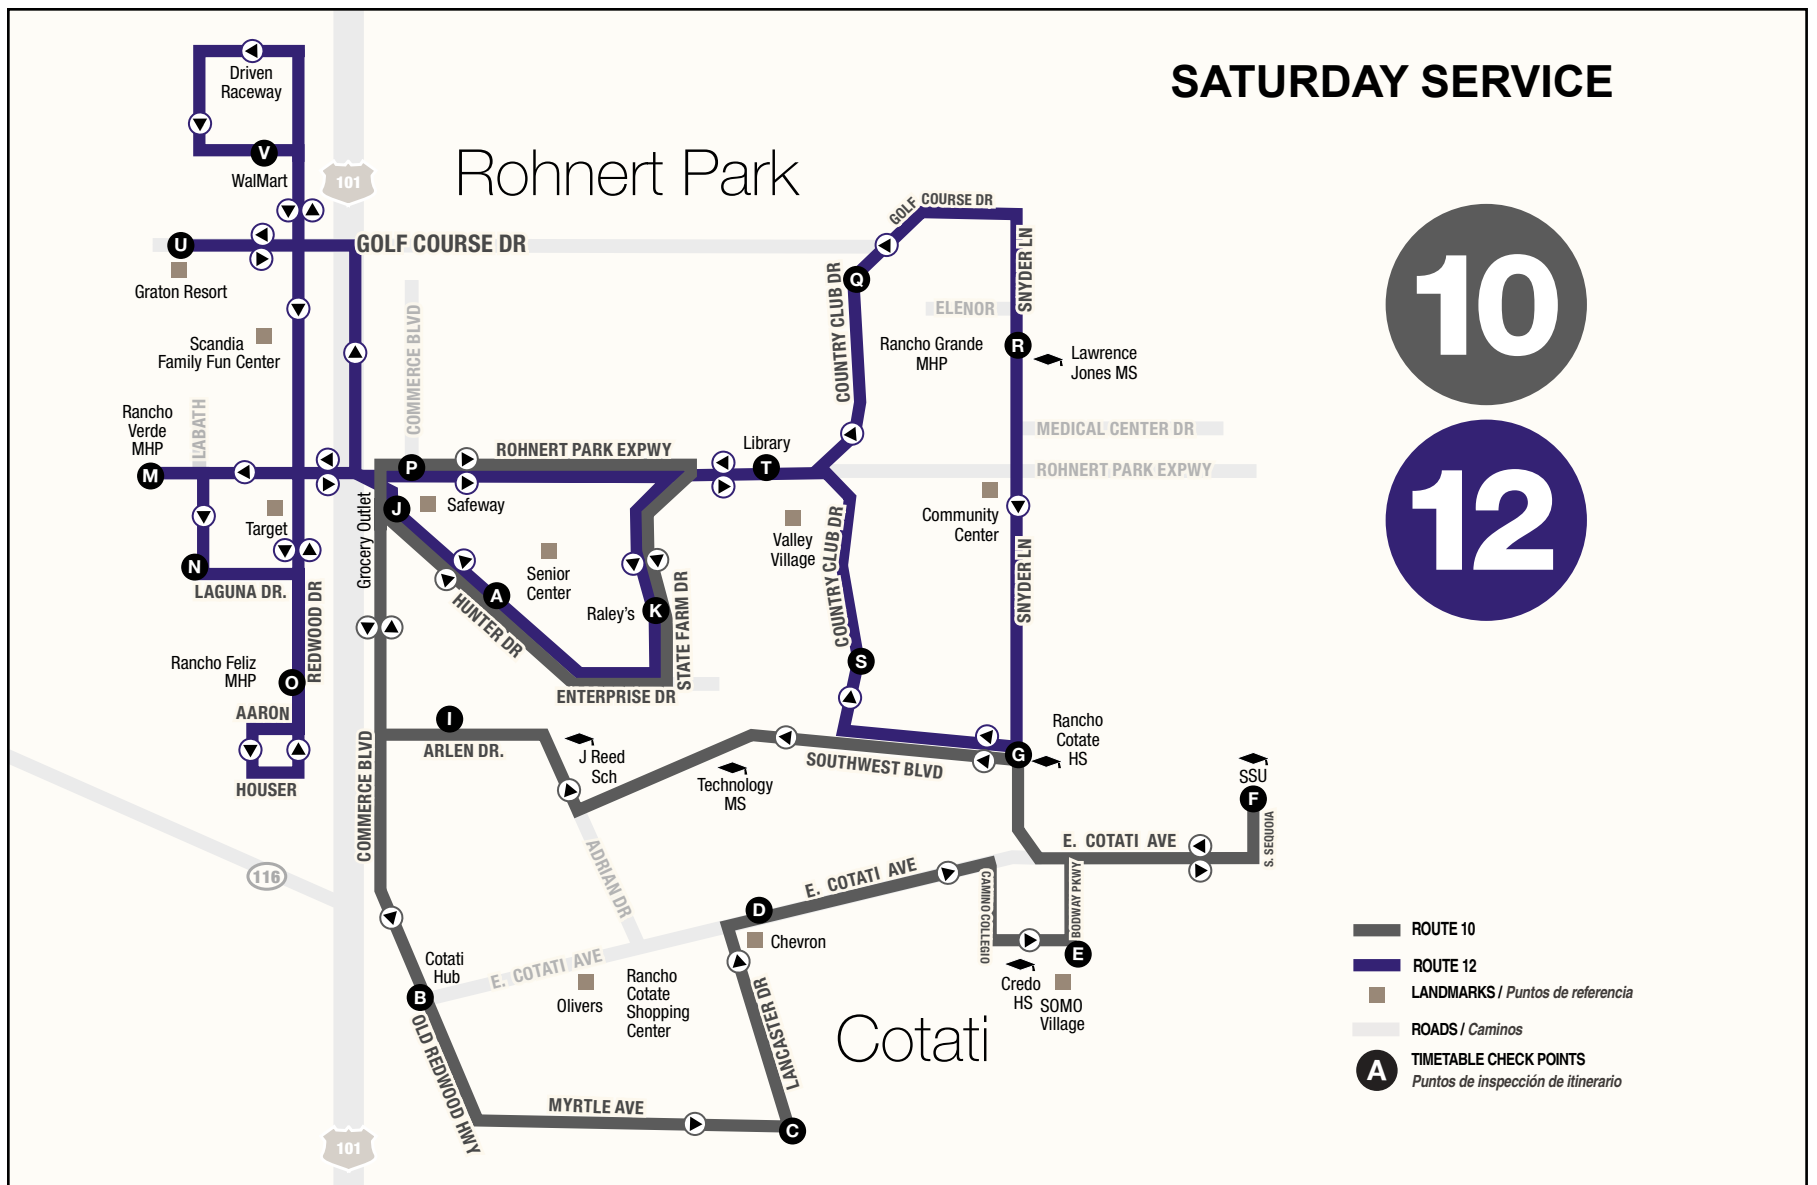 SATURDAY SERVICE
Rohnert Park
Cotati
10
12
Driven
Raceway
V
WalMart
101
U
GOLF COURSE DR
Graton Resort
Scandia
Family Fun Center
COMMERCE BLVD
Rancho
Verde
MHP
LABATH
M
Target
N
LAGUNA DR.
REDWOOD DR
Rancho Feliz
MHP
O
AARON
HOUSER
116
101
Grocery Outlet
P
ROHNERT PARK EXPWY
J
Safeway
Senior
Center
A
HUNTER DR
Raley's
K
STATE FARM DR
ENTERPRISE DR
Library
T
Valley
Village
COUNTRY CLUB DR
COUNTRY CLUB DR
Q
GOLF COURSE DR
SNYDER LN
ELENOR
Rancho Grande
MHP
R
Lawrence
Jones MS
MEDICAL CENTER DR
ROHNERT PARK EXPWY
Community
Center
SNYDER LN
S
Rancho
Cotate
HS
G
SOUTHWEST BLVD
Technology
MS
J Reed
Sch
I
ARLEN DR.
COMMERCE BLVD
ADRIAN DR
SSU
F
S. SEQUOIA
E. COTATI AVE
E. COTATI AVE
E. COTATI AVE
D
Chevron
CAMINO COLLEGIO
BODWAY PKWY
E
Credo
HS
SOMO
Village
Cotati
Hub
B
Olivers
Rancho
Cotate
Shopping
Center
OLD REDWOOD HWY
MYRTLE AVE
LANCASTER DR
C
ROUTE 10
ROUTE 12
LANDMARKS / Puntos de referencia
ROADS / Caminos
A
TIMETABLE CHECK POINTS
Puntos de inspección de itinerario